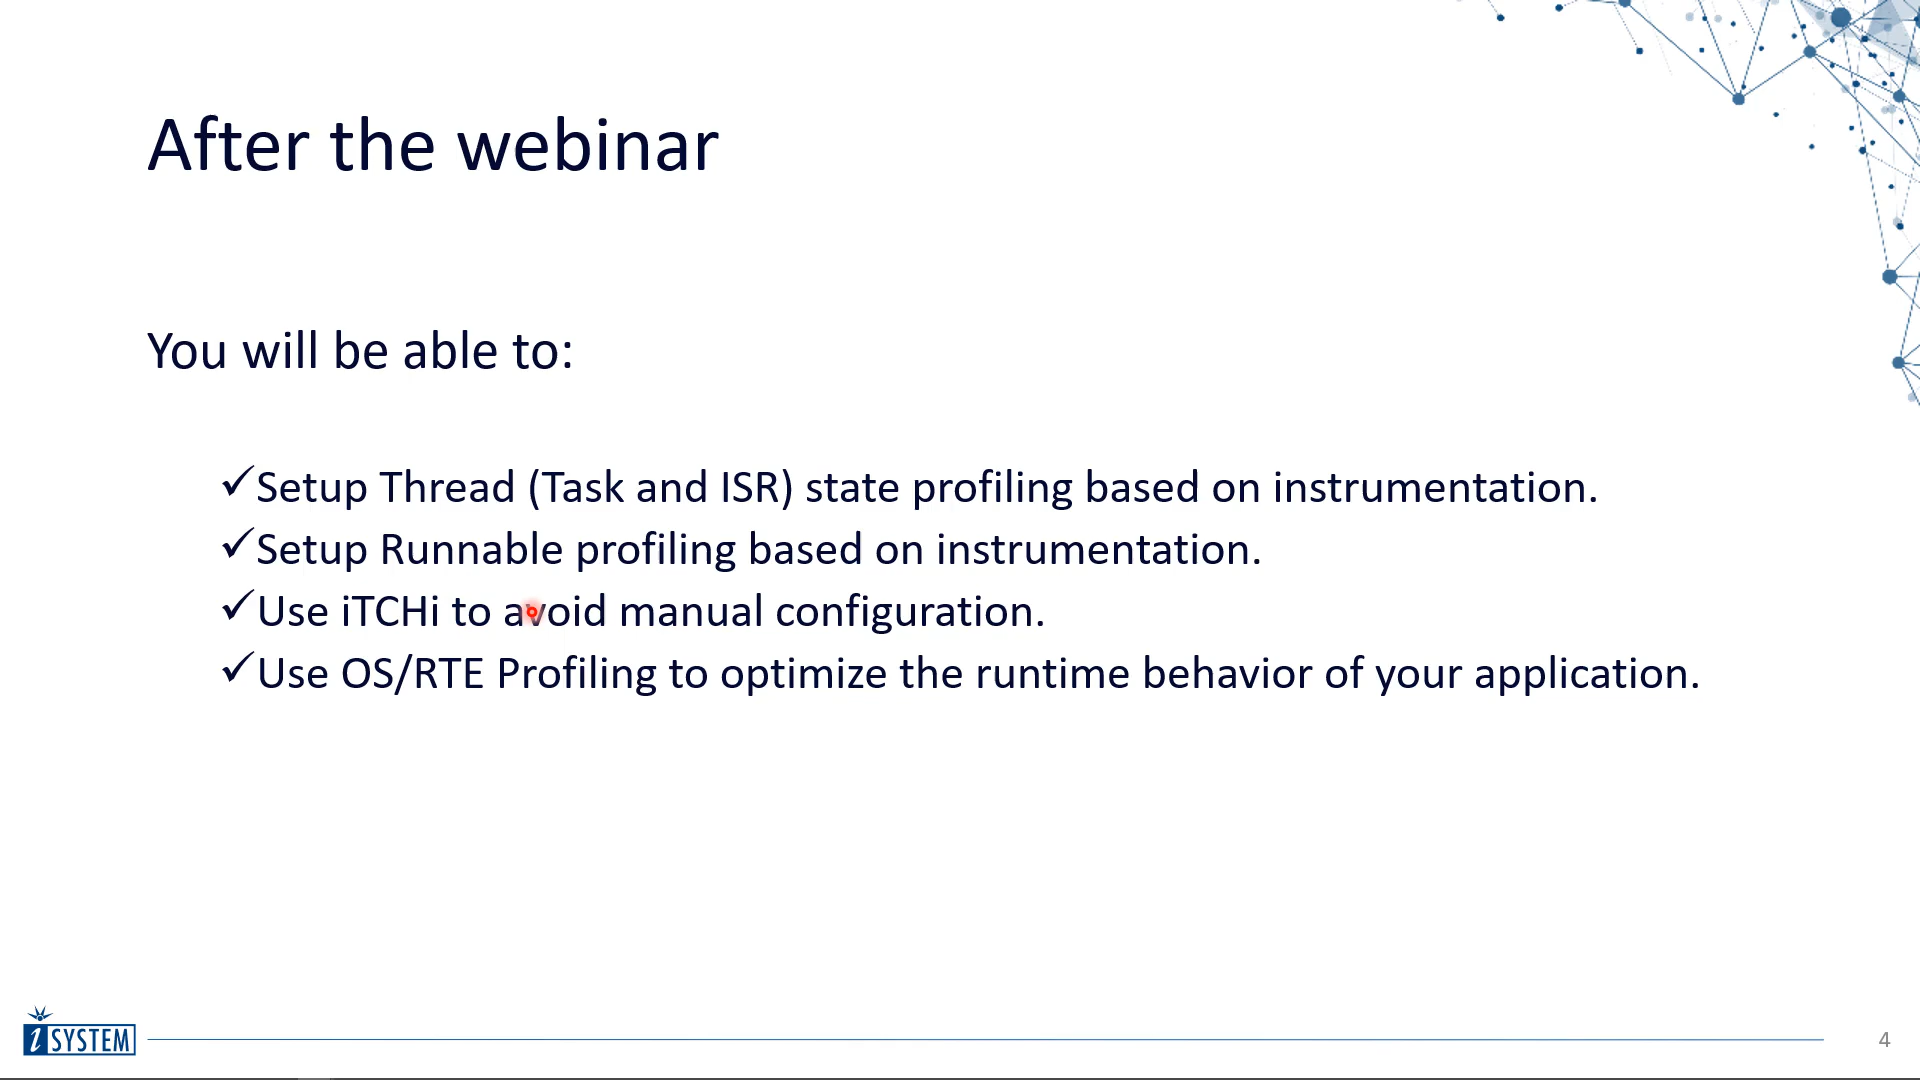 After the webinar
You will be able to:
✓Setup Thread (Task and ISR) state profiling based on instrumentation.
✓Setup Runnable profiling based on instrumentation.
✓Use iTCHi to avoid manual configuration.
✓Use OS/RTE Profiling to optimize the runtime behavior of your application.
iSYSTEM
4